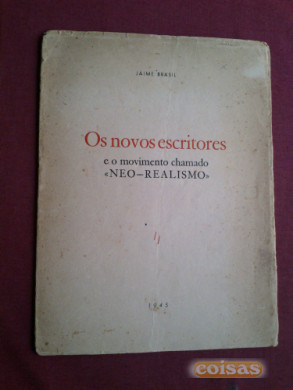 JAIME BRASIL
Os novos escritores
e o movimento chamado
«NEO-REALISMO»
1945
coisas